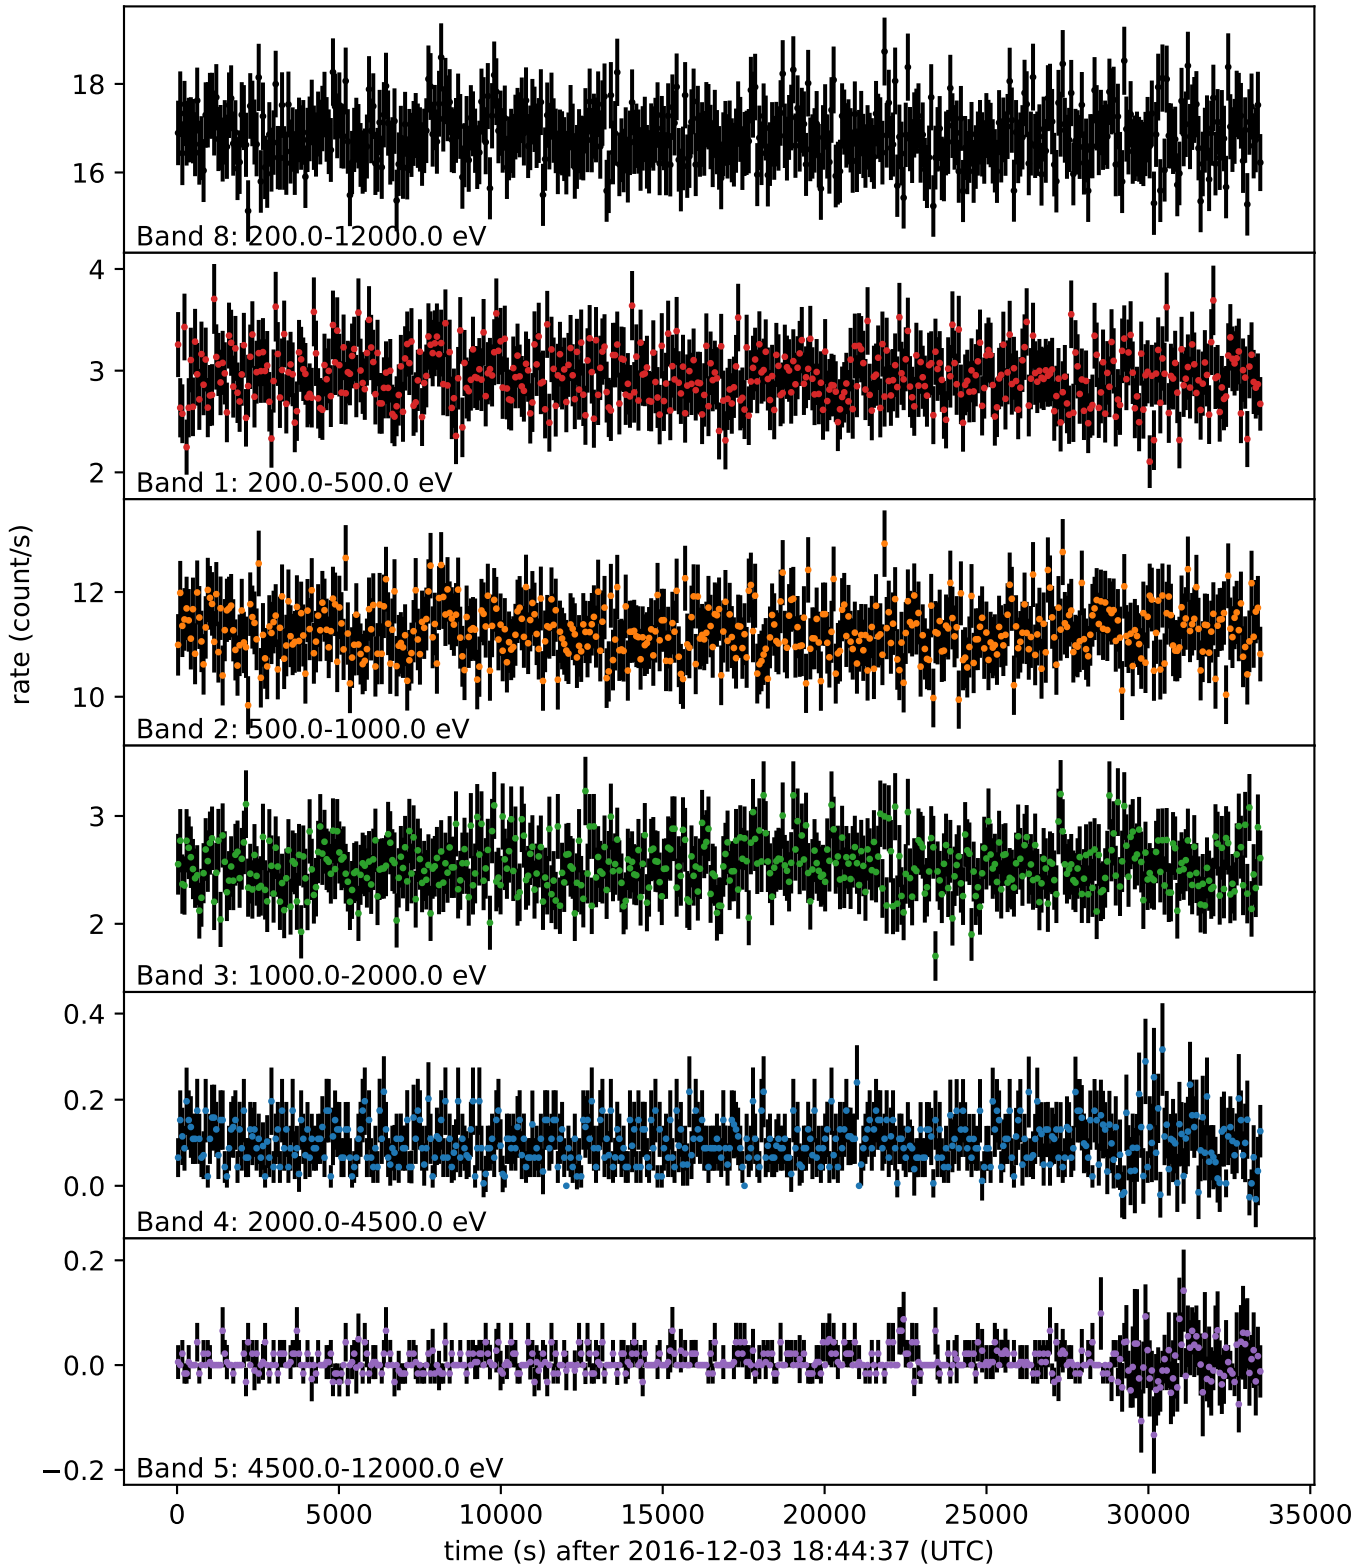 18
16
Band 8: 200.0-12000.0 eV
4
3
2
Band 1: 200.0-500.0 eV
rate (count/s)
12
10
Band 2: 500.0-1000.0 eV
3
2
Band 3: 1000.0-2000.0 eV
0.4
0.2
0.0
Band 4: 2000.0-4500.0 eV
0.2
0.0
−0.2
Band 5: 4500.0-12000.0 eV
0 5000 10000 15000 20000 25000 30000 35000
time (s) after 2016-12-03 18:44:37 (UTC)